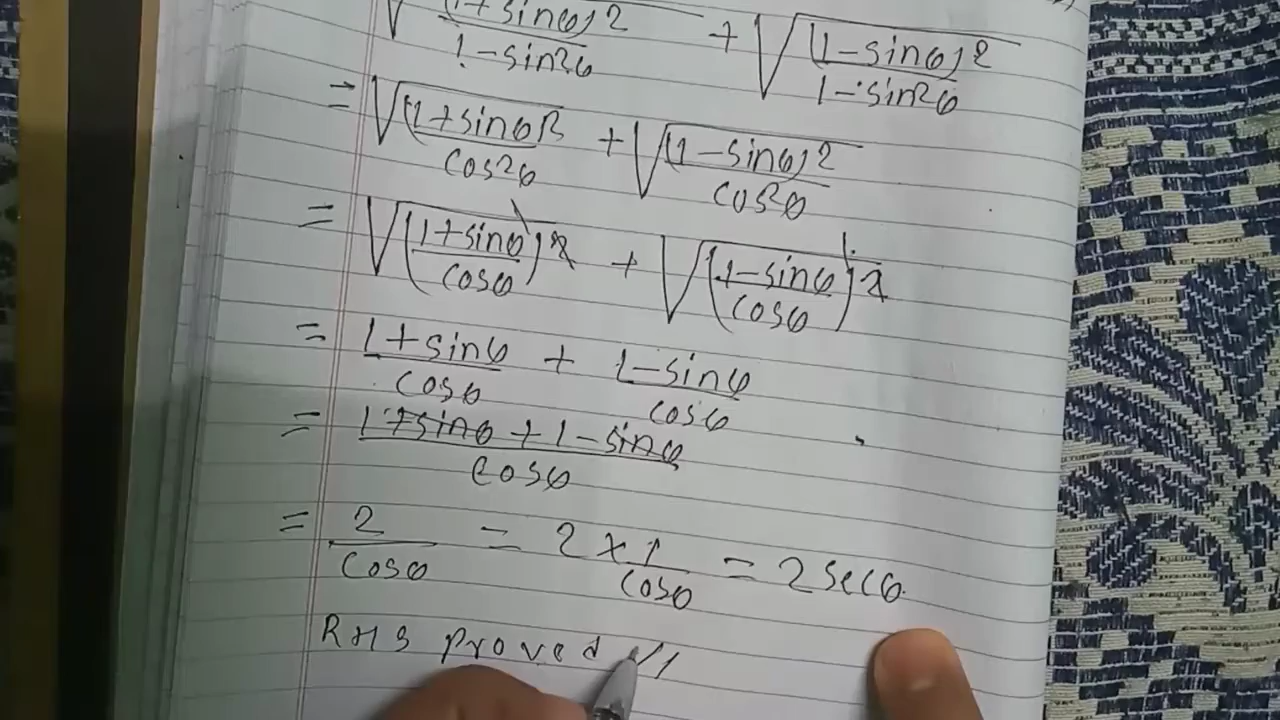 √(1+sinθ)2 / 1-sin2θ + √(1-sinθ)2 / 1-sin2θ
= √(1+sinθ)2 / cos2θ + √(1-sinθ)2 / cos2θ
= √(1+sinθ / cosθ)2 + √(1-sinθ / cosθ)2
= 1+sinθ / cosθ + 1-sinθ / cosθ
= 1+sinθ+1-sinθ / cosθ
= 2 / cosθ = 2×1 / cosθ = 2secθ
RHS proved //